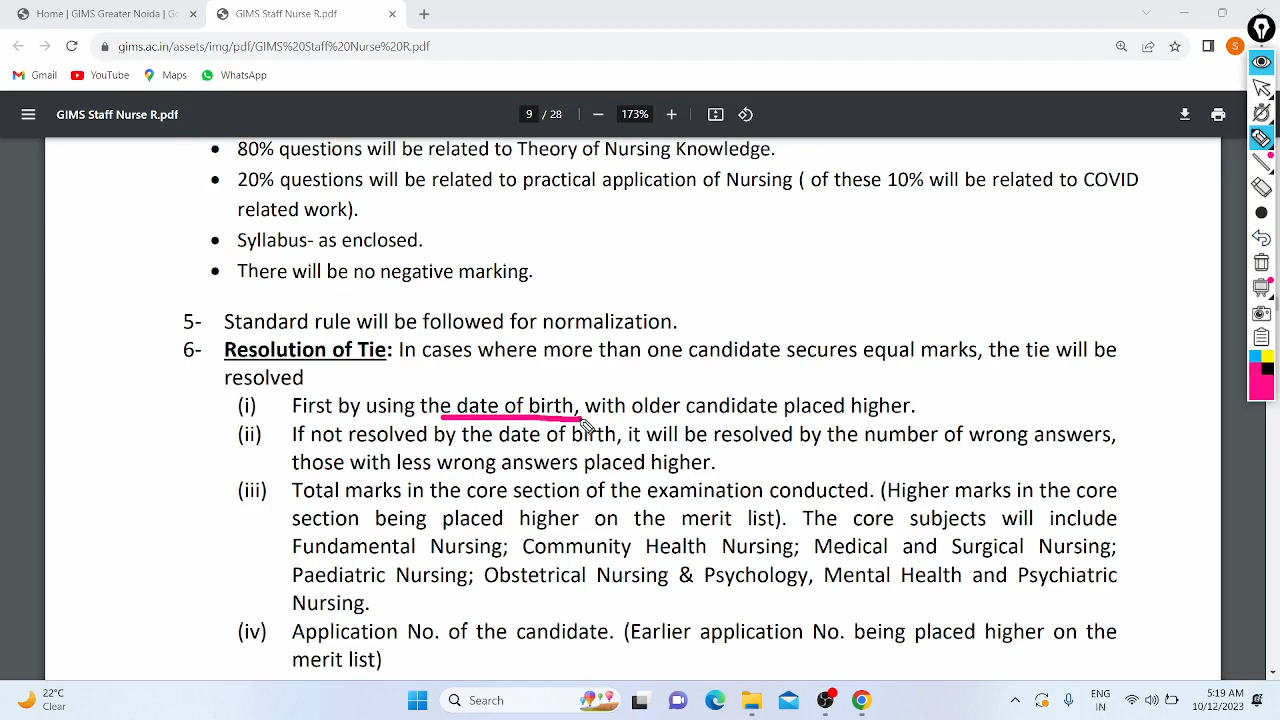 Home | GIMS Greater Noida | Go
GIMS Staff Nurse R.pdf
gims.ac.in/assets/img/pdf/GIMS%20Staff%20Nurse%20R.pdf
S
Gmail
YouTube
Maps
WhatsApp
GIMS Staff Nurse R.pdf
9 / 28
173%
• 80% questions will be related to Theory of Nursing Knowledge.
• 20% questions will be related to practical application of Nursing ( of these 10% will be related to COVID
related work).
• Syllabus- as enclosed.
• There will be no negative marking.
5- Standard rule will be followed for normalization.
6- Resolution of Tie: In cases where more than one candidate secures equal marks, the tie will be
resolved
(i) First by using the date of birth, with older candidate placed higher.
(ii) If not resolved by the date of birth, it will be resolved by the number of wrong answers,
those with less wrong answers placed higher.
(iii) Total marks in the core section of the examination conducted. (Higher marks in the core
section being placed higher on the merit list). The core subjects will include
Fundamental Nursing; Community Health Nursing; Medical and Surgical Nursing;
Paediatric Nursing; Obstetrical Nursing & Psychology, Mental Health and Psychiatric
Nursing.
(iv) Application No. of the candidate. (Earlier application No. being placed higher on the
merit list)
22°C
Clear
Search
ENG
IN
5:19 AM
10/12/2023